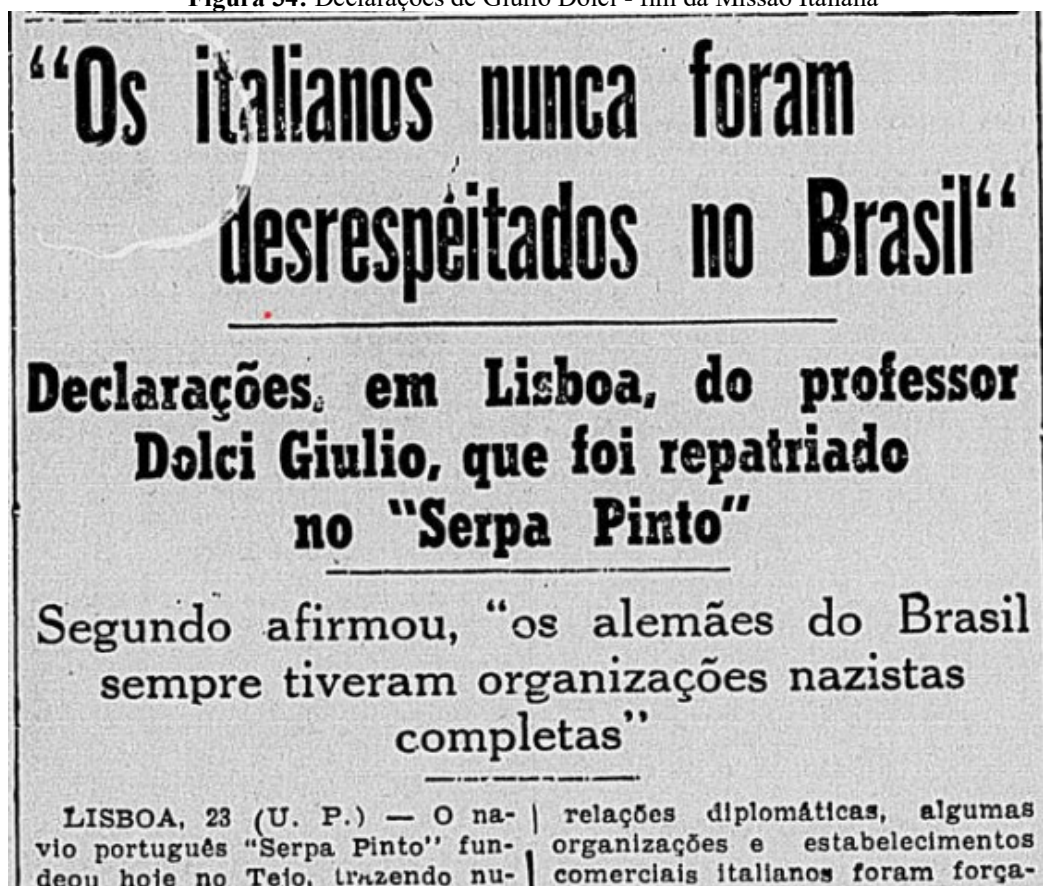 Figura 34: Declarações de Giulio Dolci - fim da Missão Italiana
“Os italianos nunca foram
desrespeitados no Brasil“
Declarações, em Lisboa, do professor
Dolci Giulio, que foi repatriado
no "Serpa Pinto"
Segundo afirmou, “os alemães do Brasil
sempre tiveram organizações nazistas
completas”
LISBOA, 23 (U. P.) — O na-
vio português "Serpa Pinto" fun-
deou hoje no Tejo, trazendo nu-
relações diplomáticas, algumas
organizações e estabelecimentos
comerciais italianos foram força-